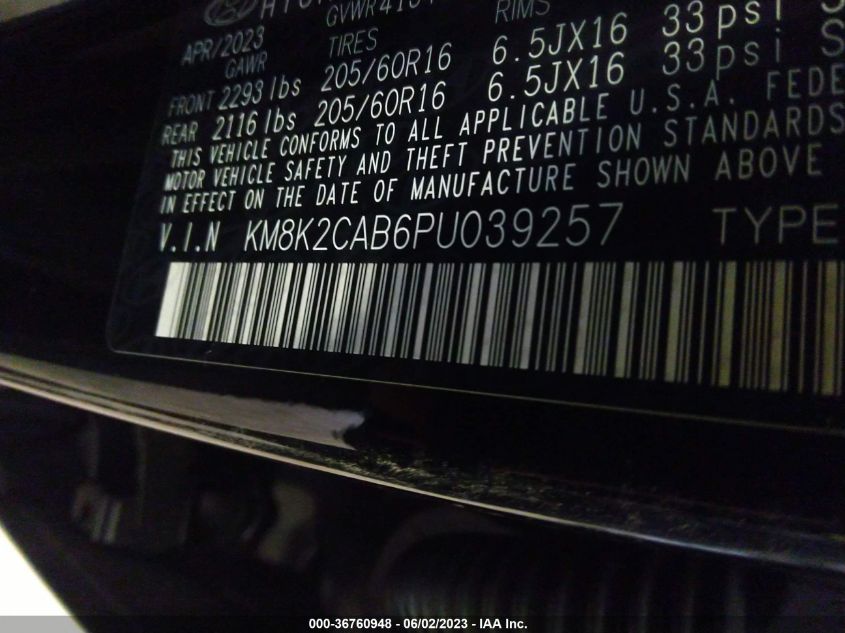 APR/2023 GVWR
GAWR TIRES RIMS
FRONT 2293 lbs 205/60R16 6.5JX16 33psi
REAR 2116 lbs 205/60R16 6.5JX16 33psi
THIS VEHICLE CONFORMS TO ALL APPLICABLE U.S.A. FEDE
MOTOR VEHICLE SAFETY AND THEFT PREVENTION STANDARDS
IN EFFECT ON THE DATE OF MANUFACTURE SHOWN ABOVE
V.I.N KM8K2CAB6PU039257 TYPE
000-36760948 - 06/02/2023 - IAA Inc.